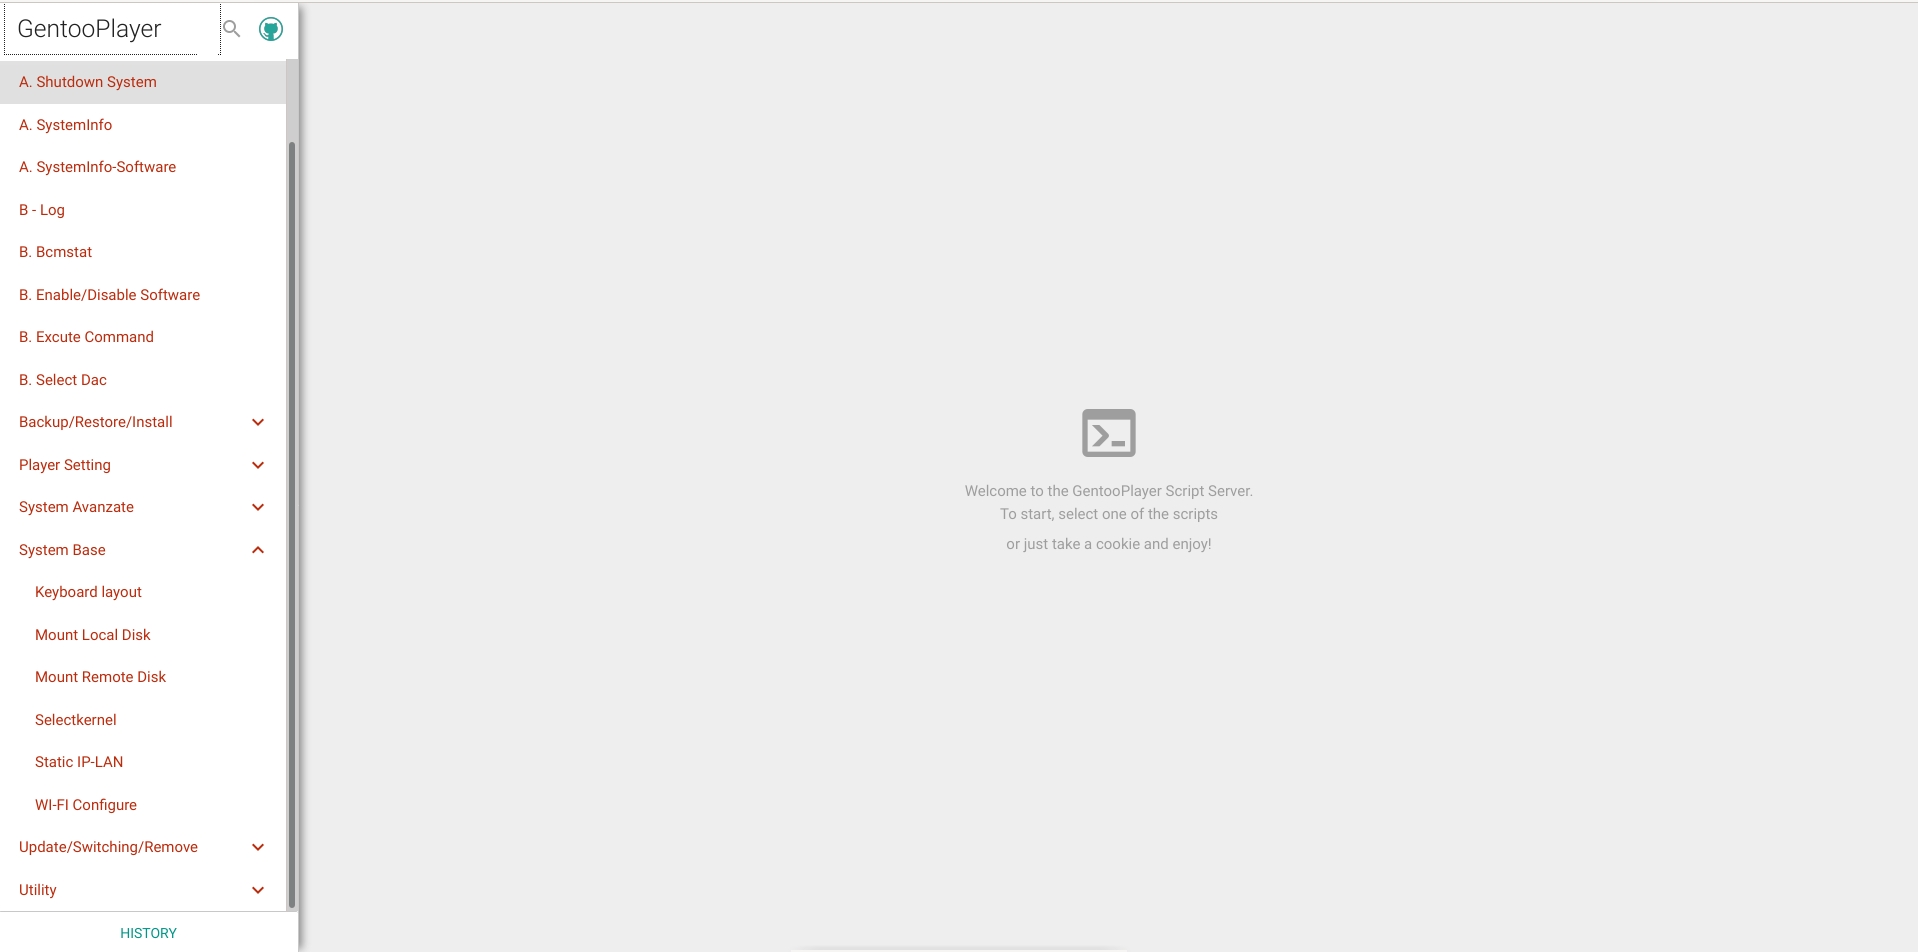 GentooPlayer
A. Shutdown System
A. SystemInfo
A. SystemInfo-Software
B - Log
B. Bcmstat
B. Enable/Disable Software
B. Excute Command
B. Select Dac
Backup/Restore/Install
Player Setting
System Avanzate
System Base
Keyboard layout
Mount Local Disk
Mount Remote Disk
Selectkernel
Static IP-LAN
WI-FI Configure
Update/Switching/Remove
Utility
HISTORY
Welcome to the GentooPlayer Script Server.
To start, select one of the scripts
or just take a cookie and enjoy!